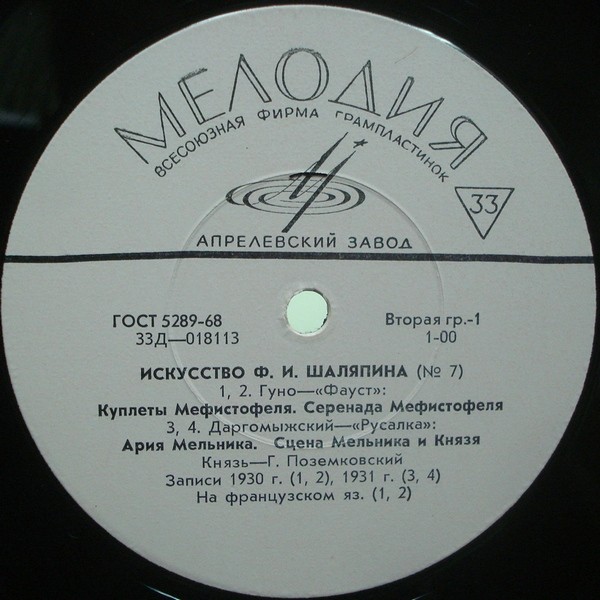 МЕЛОДИЯ
ВСЕСОЮЗНАЯ ФИРМА ГРАМПЛАСТИНОК
33
АПРЕЛЕВСКИЙ ЗАВОД
ГОСТ 5289-68 Вторая гр.-1
33Д—018113 1-00
ИСКУССТВО Ф. И. ШАЛЯПИНА (№ 7)
1, 2. Гуно—«Фауст»:
Куплеты Мефистофеля. Серенада Мефистофеля
3, 4. Даргомыжский—«Русалка»:
Ария Мельника. Сцена Мельника и Князя
Князь—Г. Поземковский
Записи 1930 г. (1, 2), 1931 г. (3, 4)
На французском яз. (1, 2)